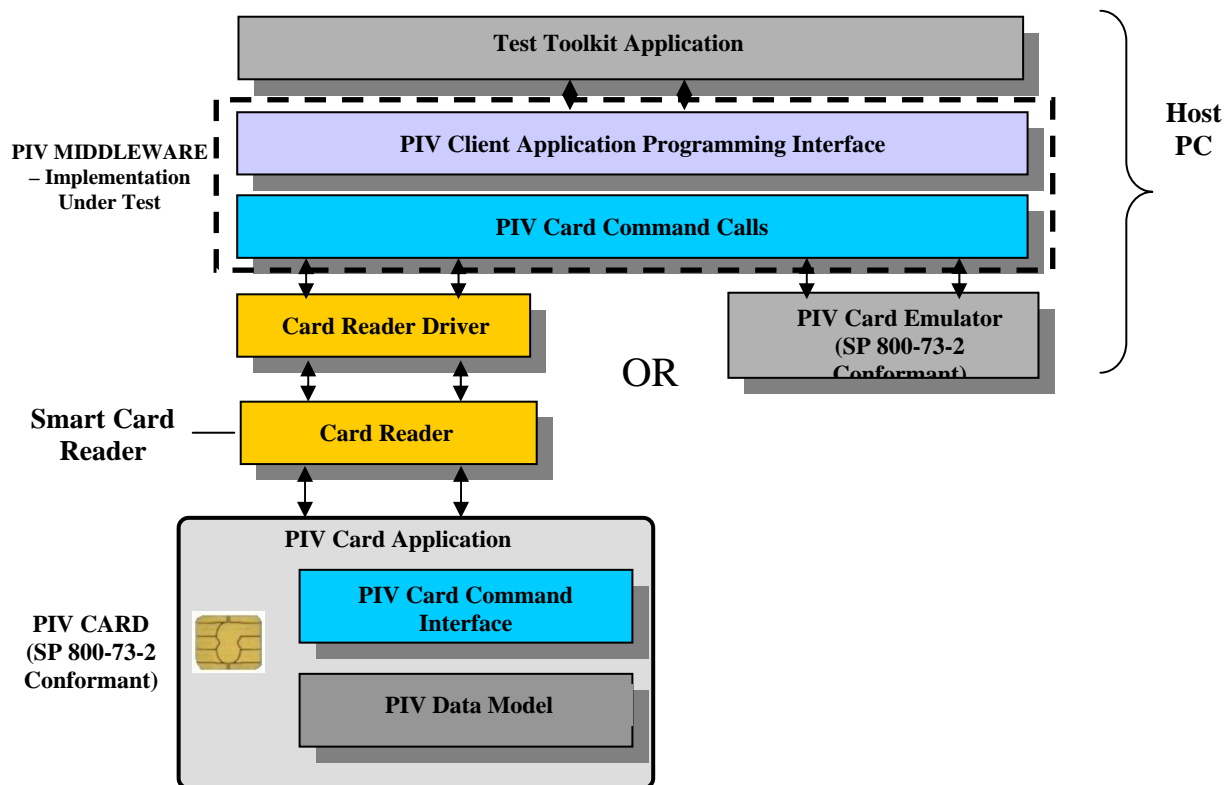 Test Toolkit Application
Host
PC
PIV MIDDLEWARE
– Implementation
Under Test
PIV Client Application Programming Interface
PIV Card Command Calls
Card Reader Driver
OR
PIV Card Emulator
(SP 800-73-2
Conformant)
Smart Card
Reader
Card Reader
PIV Card Application
PIV CARD
(SP 800-73-2
Conformant)
PIV Card Command
Interface
PIV Data Model